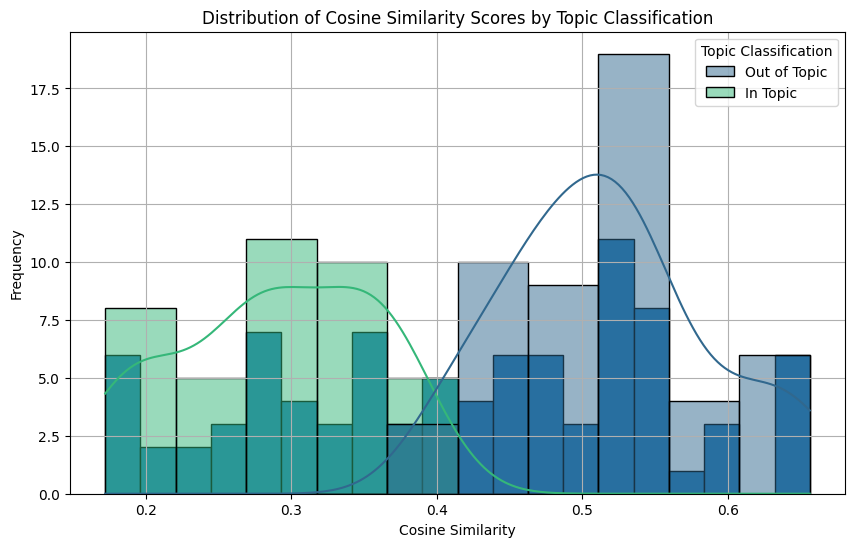 Distribution of Cosine Similarity Scores by Topic Classification
Topic Classification
Out of Topic
In Topic
Frequency
17.5
15.0
12.5
10.0
7.5
5.0
2.5
0.0
0.2 0.3 0.4 0.5 0.6
Cosine Similarity